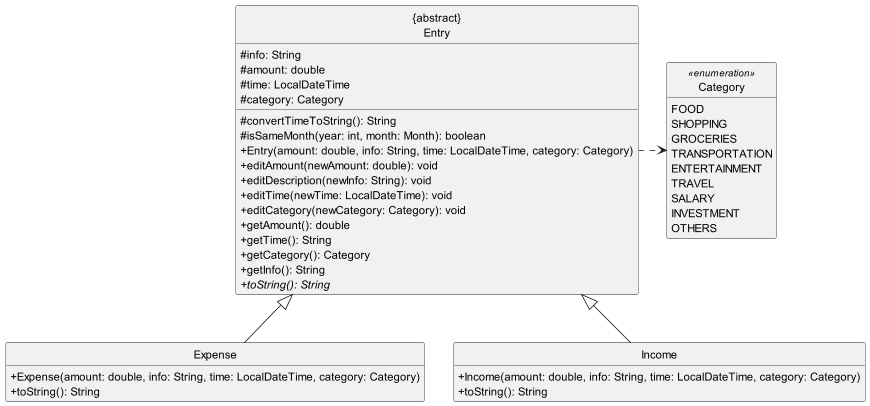 {abstract}
Entry
#info: String
#amount: double
#time: LocalDateTime
#category: Category
#convertTimeToString(): String
#isSameMonth(year: int, month: Month): boolean
+Entry(amount: double, info: String, time: LocalDateTime, category: Category)
+editAmount(newAmount: double): void
+editDescription(newInfo: String): void
+editTime(newTime: LocalDateTime): void
+editCategory(newCategory: Category): void
+getAmount(): double
+getTime(): String
+getCategory(): Category
+getInfo(): String
+toString(): String
«enumeration»
Category
FOOD
SHOPPING
GROCERIES
TRANSPORTATION
ENTERTAINMENT
TRAVEL
SALARY
INVESTMENT
OTHERS
Expense
+Expense(amount: double, info: String, time: LocalDateTime, category: Category)
+toString(): String
Income
+Income(amount: double, info: String, time: LocalDateTime, category: Category)
+toString(): String